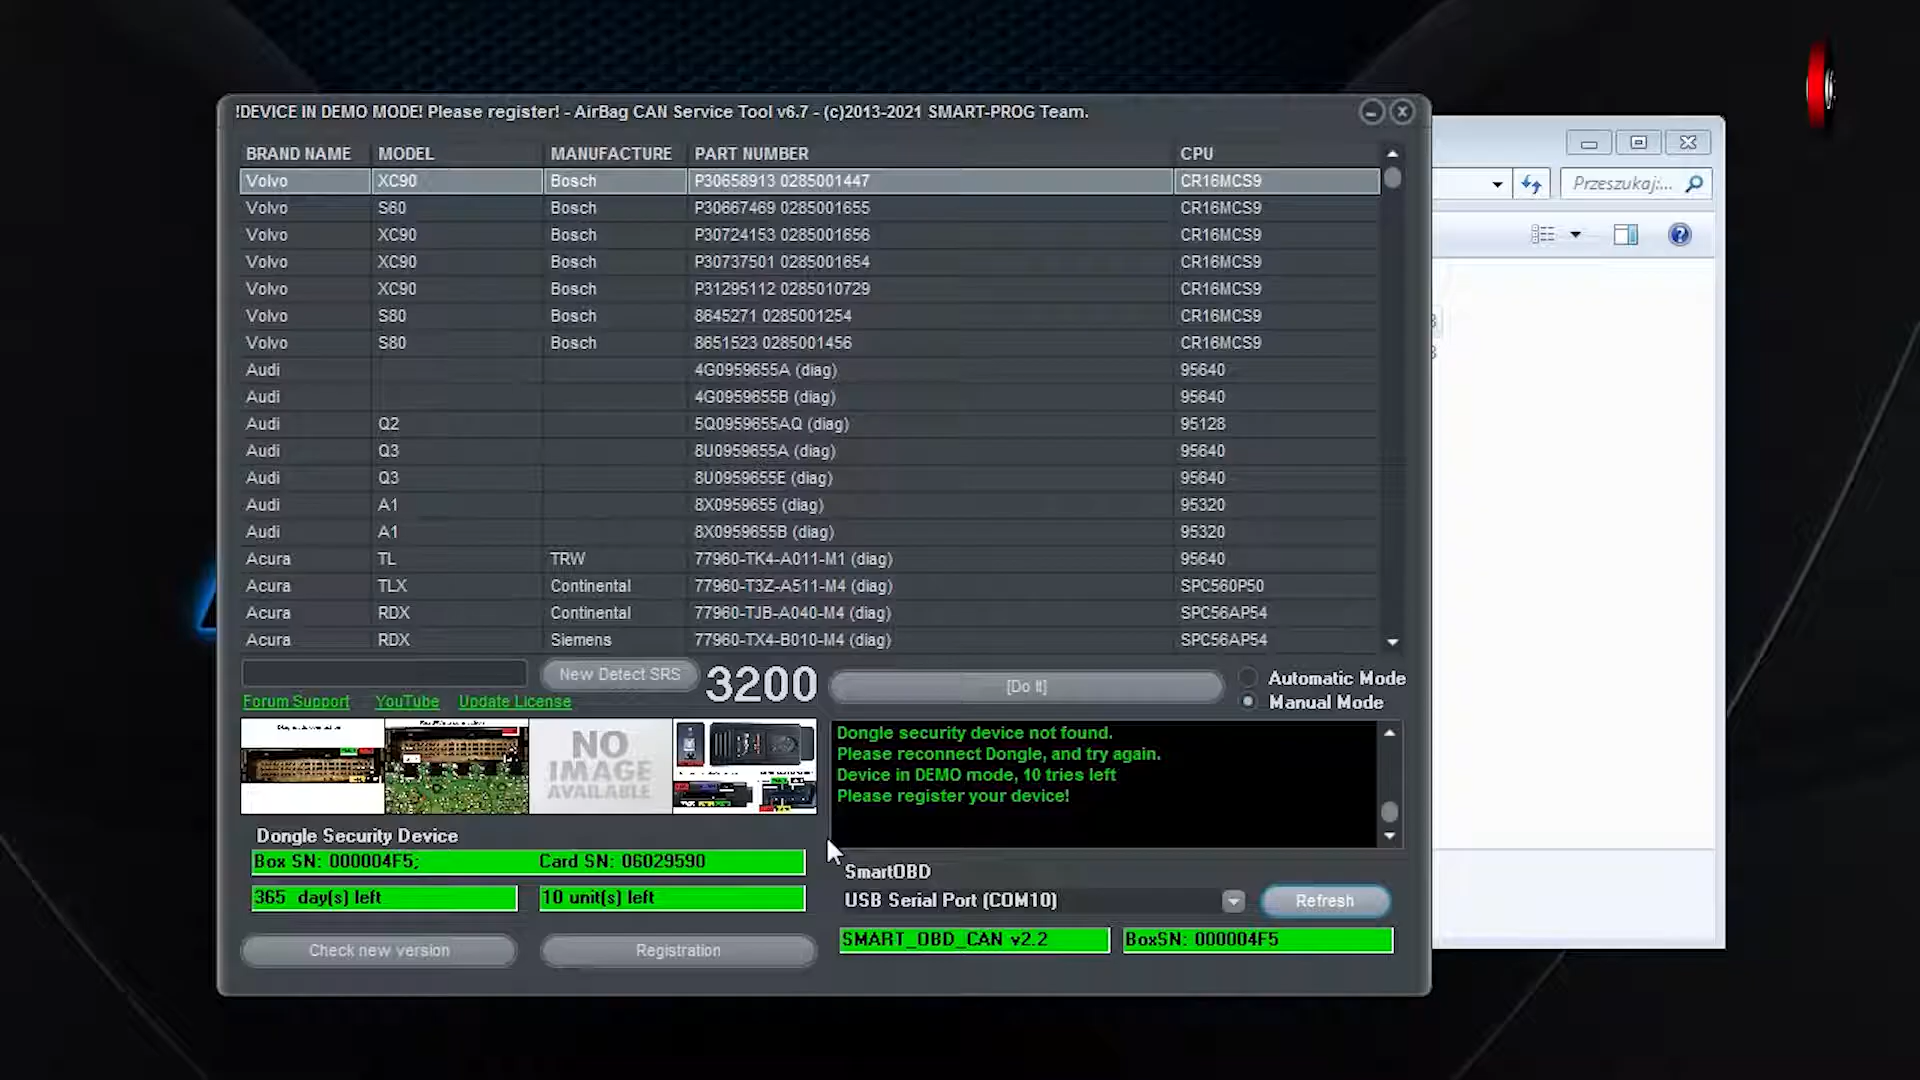 !DEVICE IN DEMO MODE! Please register! - AirBag CAN Service Tool v6.7 - (c)2013-2021 SMART-PROG Team.
BRAND NAME MODEL MANUFACTURE PART NUMBER CPU
Volvo XC90 Bosch P30658913 0285001447 CR16MCS9
Volvo S60 Bosch P30667469 0285001655 CR16MCS9
Volvo XC90 Bosch P30724153 0285001656 CR16MCS9
Volvo XC90 Bosch P30737501 0285001654 CR16MCS9
Volvo XC90 Bosch P31295112 0285010729 CR16MCS9
Volvo S80 Bosch 8645271 0285001254 CR16MCS9
Volvo S80 Bosch 8651523 0285001456 CR16MCS9
Audi 4G0959655A (diag) 95640
Audi 4G0959655B (diag) 95640
Audi Q2 5Q0959655AQ (diag) 95128
Audi Q3 8U0959655A (diag) 95640
Audi Q3 8U0959655E (diag) 95640
Audi A1 8X0959655 (diag) 95320
Audi A1 8X0959655B (diag) 95320
Acura TL TRW 77960-TK4-A011-M1 (diag) 95640
Acura TLX Continental 77960-T3Z-A511-M4 (diag) SPC560P50
Acura RDX Continental 77960-TJB-A040-M4 (diag) SPC56AP54
Acura RDX Siemens 77960-TX4-B010-M4 (diag) SPC56AP54
New Detect SRS 3200 [Do It] Automatic Mode
Manual Mode
Forum Support YouTube Update License
NO IMAGE AVAILABLE
Dongle security device not found.
Please reconnect Dongle, and try again.
Device in DEMO mode, 10 tries left
Please register your device!
Dongle Security Device
Box SN: 000004F5; Card SN: 06029590
365 day(s) left 10 unit(s) left
Check new version Registration
SmartOBD
USB Serial Port (COM10) Refresh
SMART_OBD_CAN v2.2 BoxSN: 000004F5
Przeszukaj:...